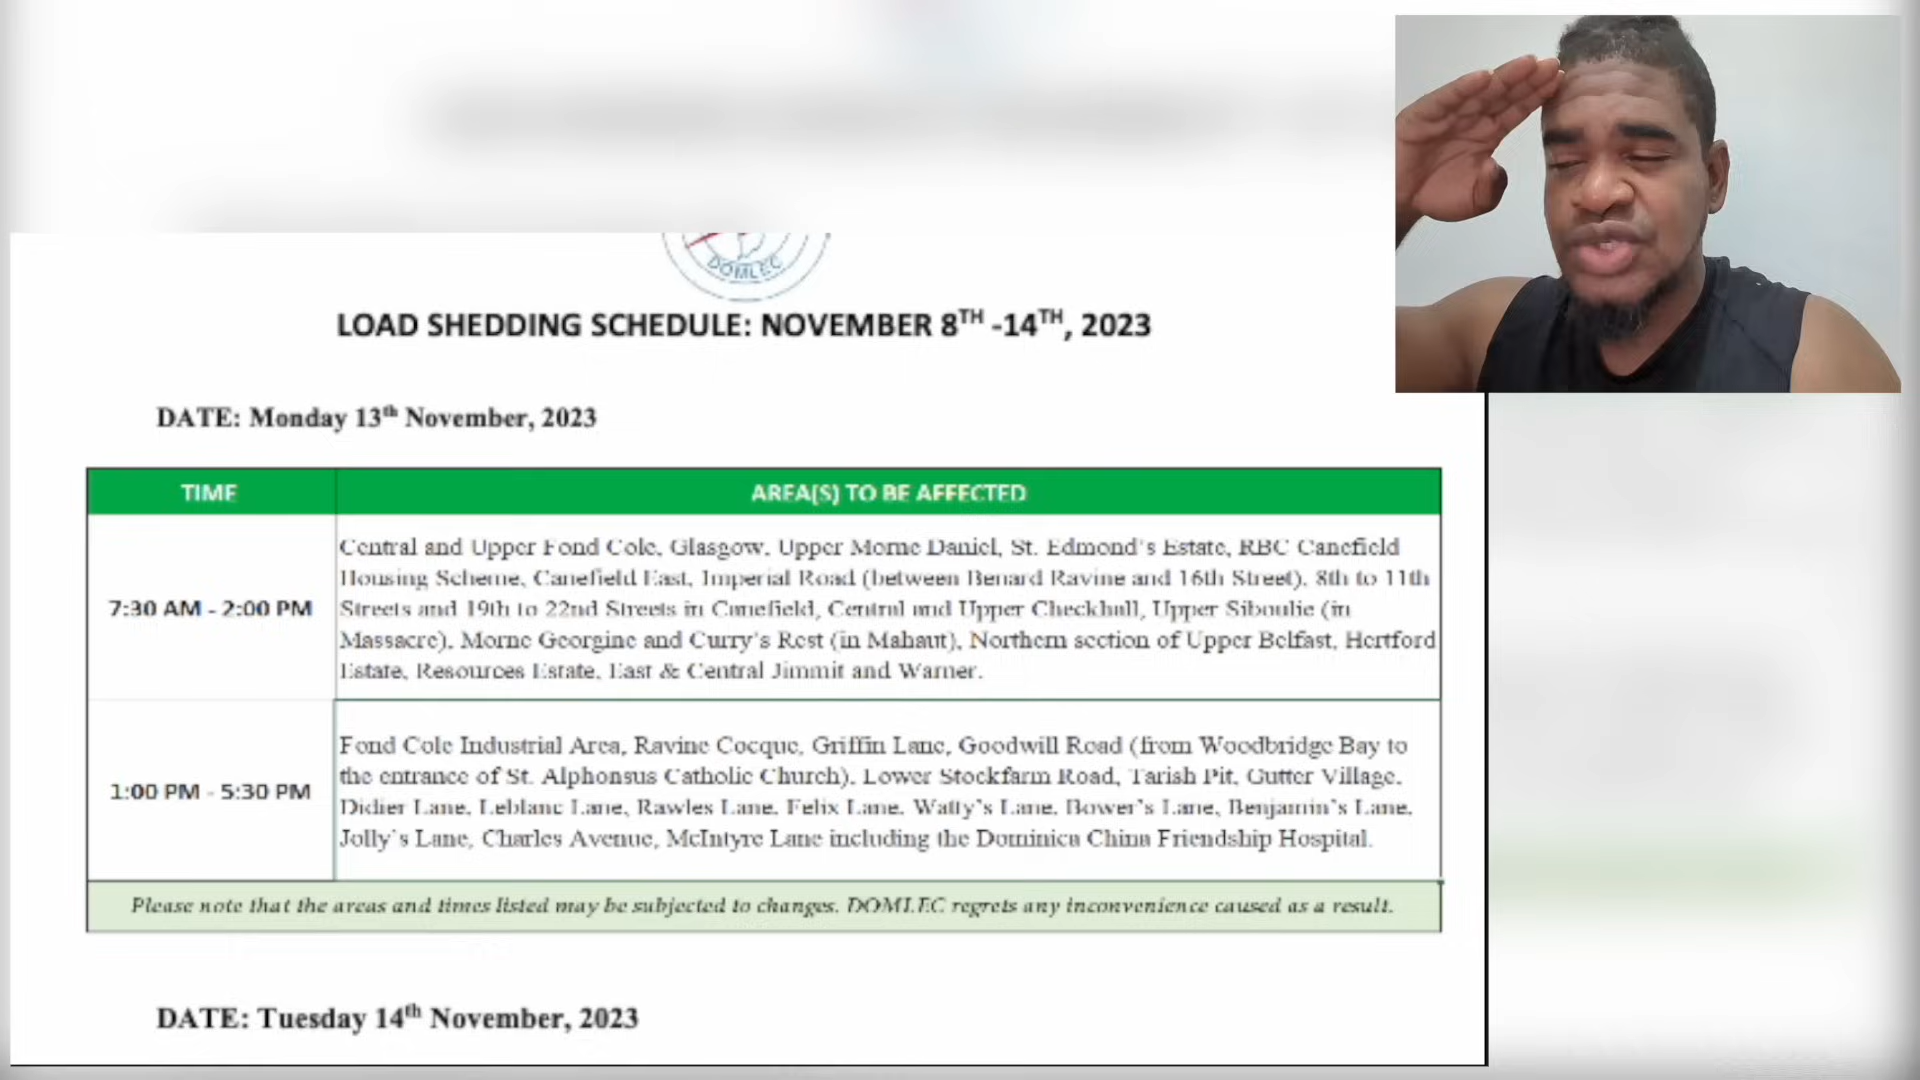 DOMLEC
LOAD SHEDDING SCHEDULE: NOVEMBER 8TH -14TH, 2023
DATE: Monday 13th November, 2023
TIME
AREA(S) TO BE AFFECTED
7:30 AM - 2:00 PM
Central and Upper Fond Cole, Glasgow, Upper Morne Daniel, St. Edmond's Estate, RBC Canefield
Housing Scheme, Canefield East, Imperial Road (between Benard Ravine and 16th Street), 8th to 11th
Streets and 19th to 22nd Streets in Canefield, Central and Upper Checkhall, Upper Siboulie (in
Massacre), Morne Georgine and Curry's Rest (in Mahaut), Northern section of Upper Belfast, Hertford
Estate, Resources Estate, East & Central Jimmit and Warner.
1:00 PM - 5:30 PM
Fond Cole Industrial Area, Ravine Cocque, Griffin Lane, Goodwill Road (from Woodbridge Bay to
the entrance of St. Alphonsus Catholic Church), Lower Stockfarm Road, Tarish Pit, Gutter Village,
Didier Lane, Leblanc Lane, Rawles Lane, Felix Lane, Watty's Lane, Bower's Lane, Benjamin's Lane,
Jolly's Lane, Charles Avenue, McIntyre Lane including the Dominica China Friendship Hospital.
Please note that the areas and times listed may be subjected to changes. DOMLEC regrets any inconvenience caused as a result.
DATE: Tuesday 14th November, 2023